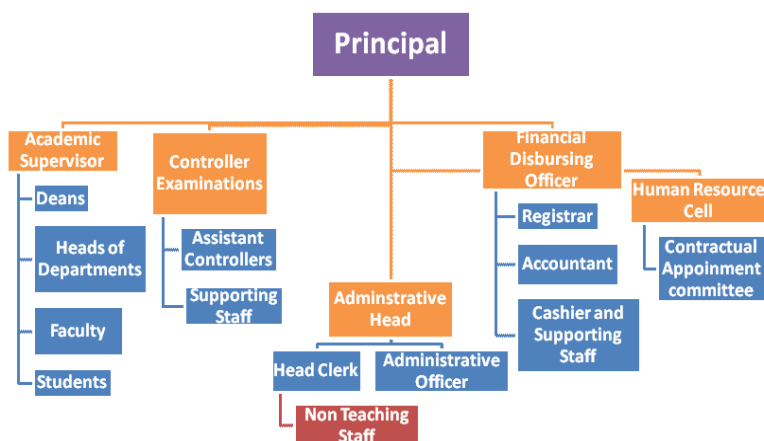 Principal
Academic
Supervisor
Deans
Heads of
Departments
Faculty
Students
Controller
Examinations
Assistant
Controllers
Supporting
Staff
Adminstrative
Head
Head Clerk
Non Teaching
Staff
Administrative
Officer
Financial
Disbursing
Officer
Registrar
Accountant
Cashier and
Supporting
Staff
Human Resource
Cell
Contractual
Appoinment
committee